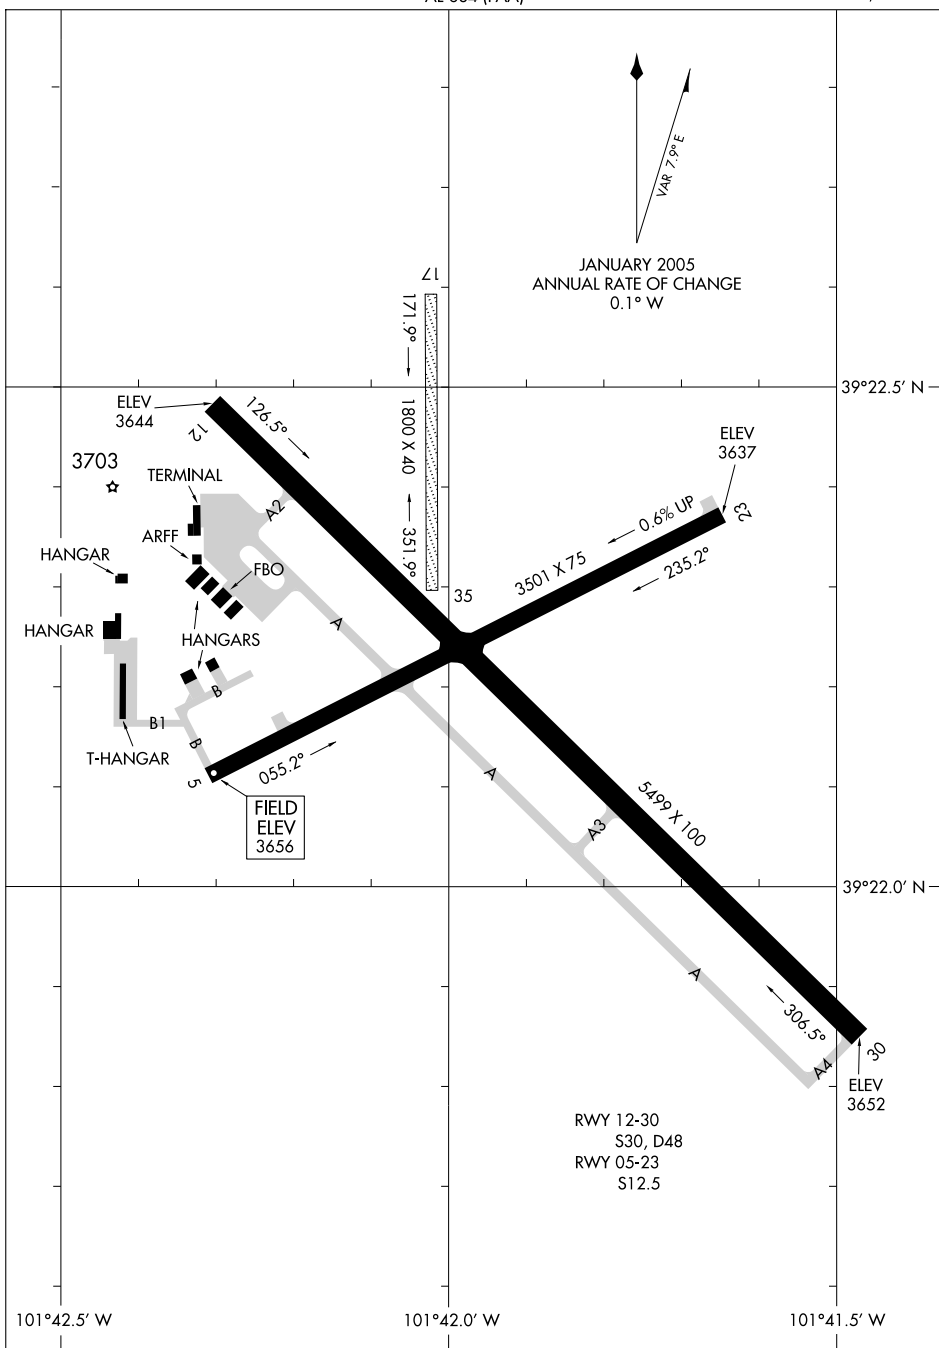 VAR 7.9° E
JANUARY 2005
ANNUAL RATE OF CHANGE
0.1° W
17
171.9°
1800 X 40
351.9°
35
39°22.5' N
ELEV
3644
12
126.5°
ELEV
3637
23
3703
TERMINAL
A2
0.6% UP
ARFF
3501 X 75
235.2°
HANGAR
FBO
A
HANGAR
HANGARS
B
B1
B
T-HANGAR
5
055.2°
A
FIELD
ELEV
3656
5499 X 100
A3
39°22.0' N
A
306.5°
30
A4
ELEV
3652
RWY 12-30
S30, D48
RWY 05-23
S12.5
101°42.5' W
101°42.0' W
101°41.5' W